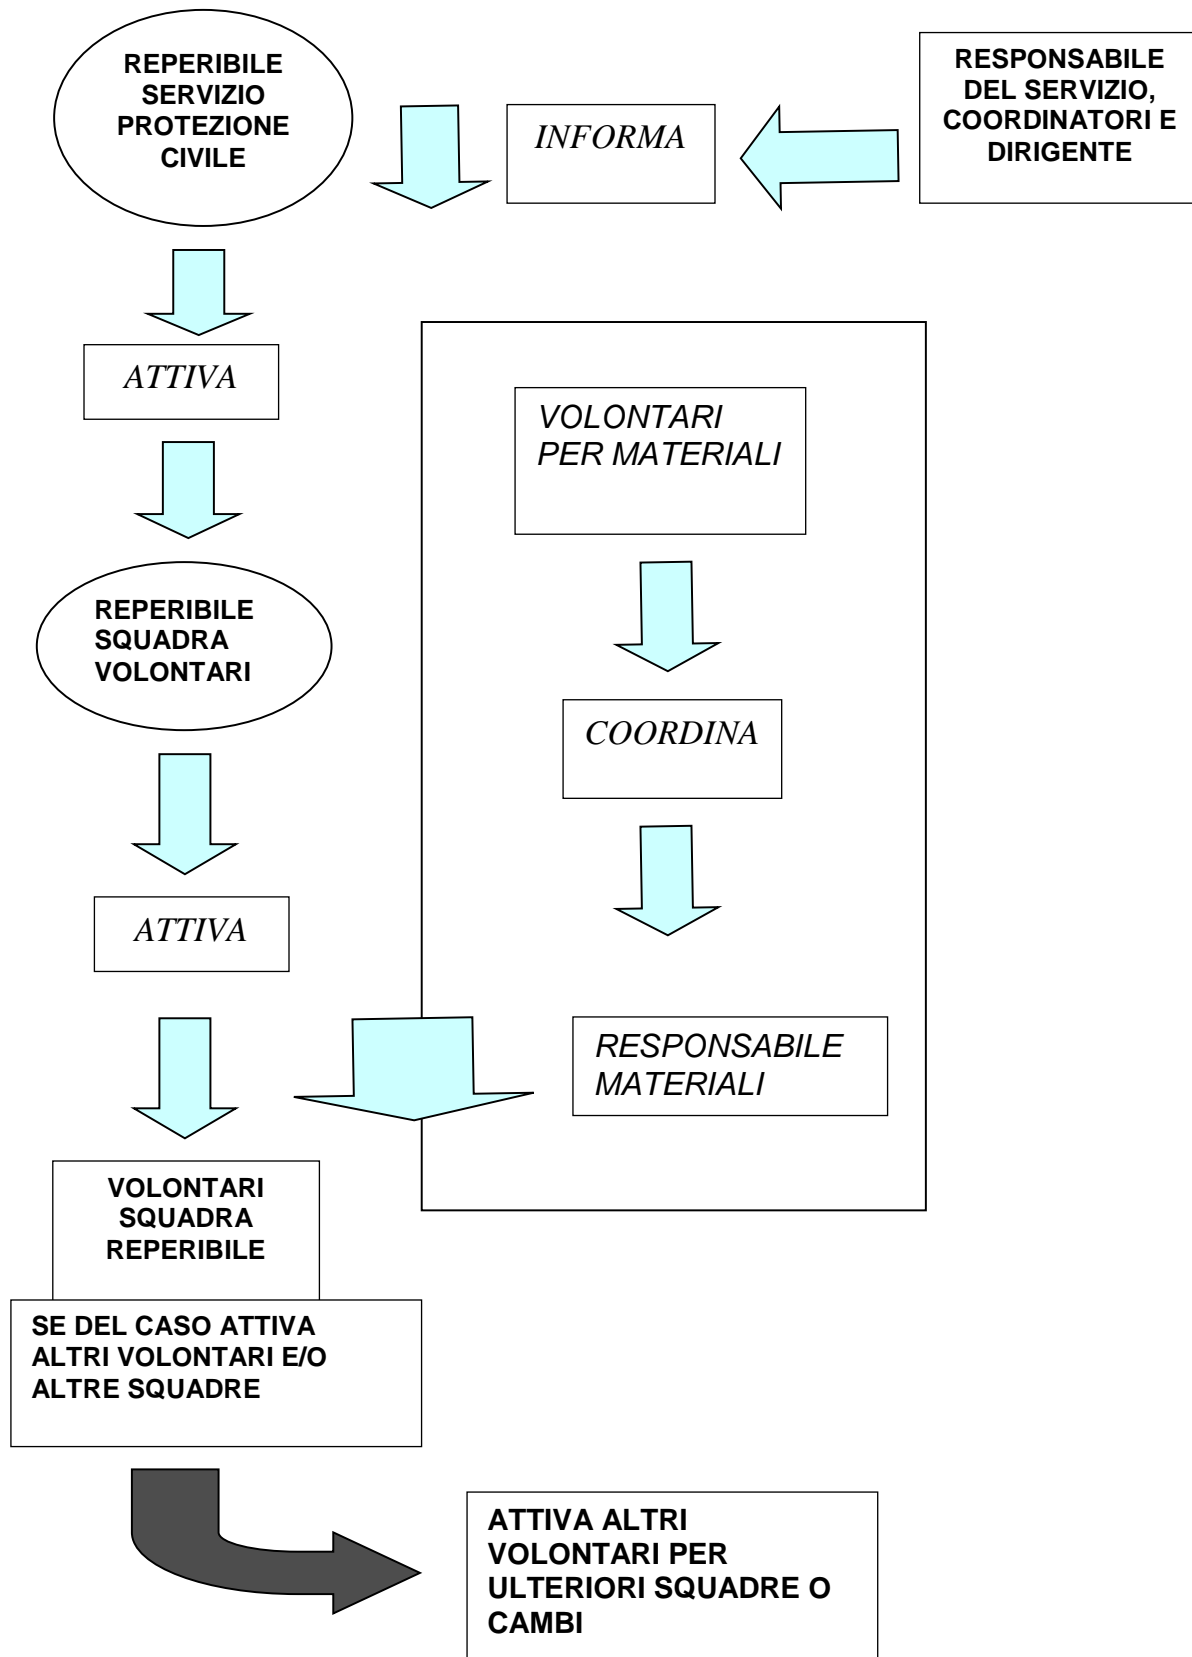 REPERIBILE
SERVIZIO
PROTEZIONE
CIVILE
INFORMA
RESPONSABILE
DEL SERVIZIO,
COORDINATORI E
DIRIGENTE
ATTIVA
VOLONTARI
PER MATERIALI
REPERIBILE
SQUADRA
VOLONTARI
COORDINA
ATTIVA
RESPONSABILE
MATERIALI
VOLONTARI
SQUADRA
REPERIBILE
SE DEL CASO ATTIVA
ALTRI VOLONTARI E/O
ALTRE SQUADRE
ATTIVA ALTRI
VOLONTARI PER
ULTERIORI SQUADRE O
CAMBI